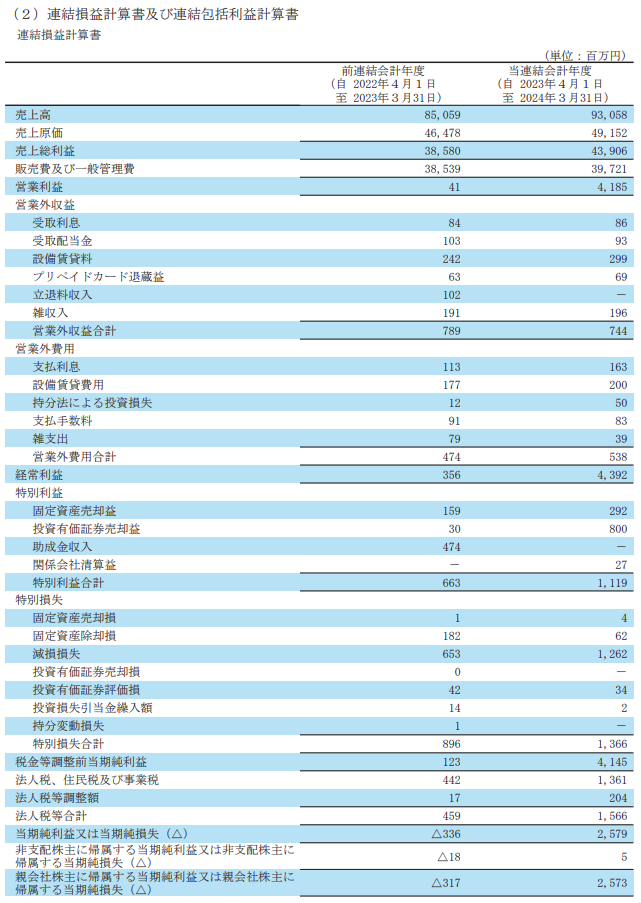 （２）連結損益計算書及び連結包括利益計算書
連結損益計算書
（単位：百万円）
前連結会計年度 当連結会計年度
（自 2022年４月１日 （自 2023年４月１日
至 2023年３月31日） 至 2024年３月31日）
売上高 85,059 93,058
売上原価 46,478 49,152
売上総利益 38,580 43,906
販売費及び一般管理費 38,539 39,721
営業利益 41 4,185
営業外収益
受取利息 84 86
受取配当金 103 93
設備賃貸料 242 299
プリペイドカード退蔵益 63 69
立退料収入 102 －
雑収入 191 196
営業外収益合計 789 744
営業外費用
支払利息 113 163
設備賃貸費用 177 200
持分法による投資損失 12 50
支払手数料 91 83
雑支出 79 39
営業外費用合計 474 538
経常利益 356 4,392
特別利益
固定資産売却益 159 292
投資有価証券売却益 30 800
助成金収入 474 －
関係会社清算益 － 27
特別利益合計 663 1,119
特別損失
固定資産売却損 1 4
固定資産除却損 182 62
減損損失 653 1,262
投資有価証券売却損 0 －
投資有価証券評価損 42 34
投資損失引当金繰入額 14 2
持分変動損失 1 －
特別損失合計 896 1,366
税金等調整前当期純利益 123 4,145
法人税、住民税及び事業税 442 1,361
法人税等調整額 17 204
法人税等合計 459 1,566
当期純利益又は当期純損失（△） △336 2,579
非支配株主に帰属する当期純利益又は非支配株主に
帰属する当期純損失（△） △18 5
親会社株主に帰属する当期純利益又は親会社株主に
帰属する当期純損失（△） △317 2,573